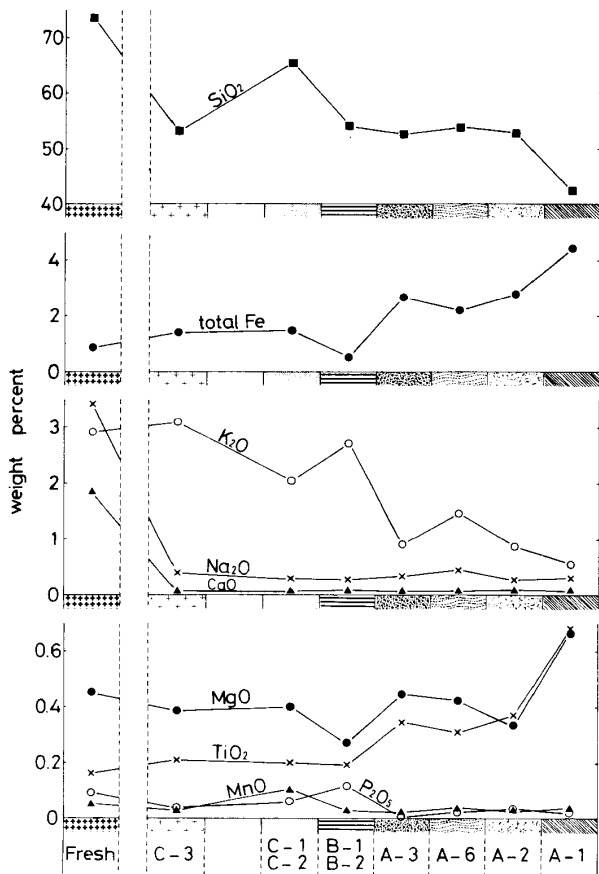 70
60
50
40
SiO₂
4
2
0
total Fe
weight percent
3
2
1
0
K₂O
Na₂O
CaO
0.6
0.4
0.2
0
MgO
TiO₂
MnO
P₂O₅
Fresh
C-3
C-1
C-2
B-1
B-2
A-3
A-6
A-2
A-1